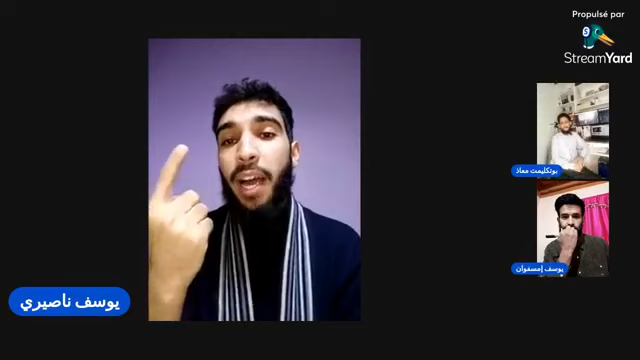 Propulsé par
StreamYard
بوتكليمت معاذ
يوسف إمسفوان
يوسف ناصيري